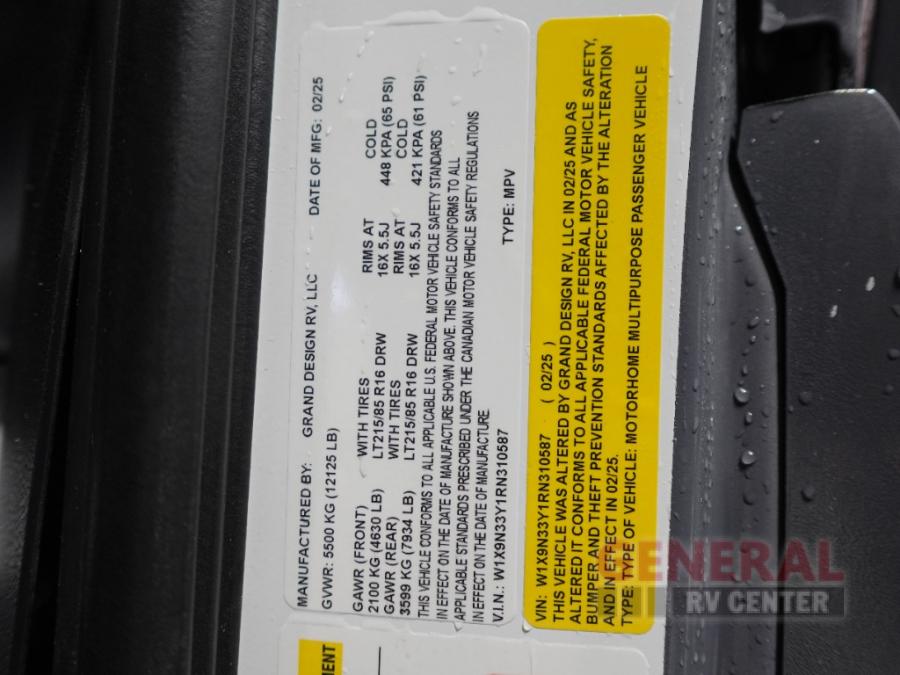 MANUFACTURED BY: GRAND DESIGN RV, LLC DATE OF MFG: 02/25
GVWR: 5500 KG (12125 LB)
GAWR (FRONT) WITH TIRES RIMS AT COLD
2100 KG (4630 LB) LT215/85 R16 DRW 16X 5.5J 448 KPA (65 PSI)
GAWR (REAR) WITH TIRES RIMS AT COLD
3599 KG (7934 LB) LT215/85 R16 DRW 16X 5.5J 421 KPA (61 PSI)
THIS VEHICLE CONFORMS TO ALL APPLICABLE U.S. FEDERAL MOTOR VEHICLE SAFETY STANDARDS
IN EFFECT ON THE DATE OF MANUFACTURE SHOWN ABOVE. THIS VEHICLE CONFORMS TO ALL
APPLICABLE STANDARDS PRESCRIBED UNDER THE CANADIAN MOTOR VEHICLE SAFETY REGULATIONS
IN EFFECT ON THE DATE OF MANUFACTURE
V.I.N.: W1X9N33Y1RN310587 TYPE: MPV
VIN: W1X9N33Y1RN310587 ( 02/25 )
THIS VEHICLE WAS ALTERED BY GRAND DESIGN RV, LLC IN 02/25 AND AS
ALTERED IT CONFORMS TO ALL APPLICABLE FEDERAL MOTOR VEHICLE SAFETY,
BUMPER AND THEFT PREVENTION STANDARDS AFFECTED BY THE ALTERATION
AND IN EFFECT IN 02/25.
TYPE: TYPE OF VEHICLE: MOTORHOME MULTIPURPOSE PASSENGER VEHICLE
GENERAL
RV CENTER